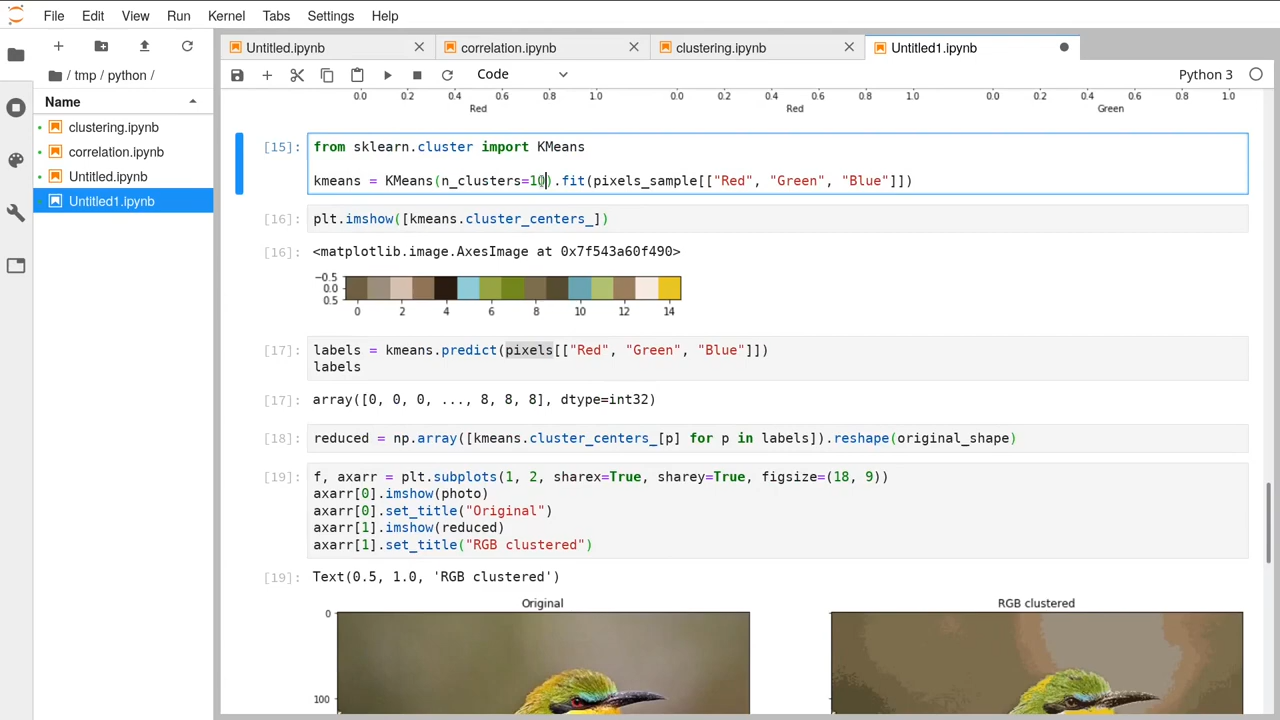 File Edit View Run Kernel Tabs Settings Help
Untitled.ipynb correlation.ipynb clustering.ipynb Untitled1.ipynb
/ tmp / python /
Code
Python 3
Name
clustering.ipynb
correlation.ipynb
Untitled.ipynb
Untitled1.ipynb
0.0 0.2 0.4 0.6 0.8 1.0 0.0 0.2 0.4 0.6 0.8 1.0 0.0 0.2 0.4 0.6 0.8 1.0
Red Red Green
[15]: from sklearn.cluster import KMeans
kmeans = KMeans(n_clusters=10).fit(pixels_sample[["Red", "Green", "Blue"]])
[16]: plt.imshow([kmeans.cluster_centers_])
[16]: <matplotlib.image.AxesImage at 0x7f543a60f490>
−0.5
0.0
0.5
0 2 4 6 8 10 12 14
[17]: labels = kmeans.predict(pixels[["Red", "Green", "Blue"]])
labels
[17]: array([0, 0, 0, ..., 8, 8, 8], dtype=int32)
[18]: reduced = np.array([kmeans.cluster_centers_[p] for p in labels]).reshape(original_shape)
[19]: f, axarr = plt.subplots(1, 2, sharex=True, sharey=True, figsize=(18, 9))
axarr[0].imshow(photo)
axarr[0].set_title("Original")
axarr[1].imshow(reduced)
axarr[1].set_title("RGB clustered")
[19]: Text(0.5, 1.0, 'RGB clustered')
Original RGB clustered
0
100